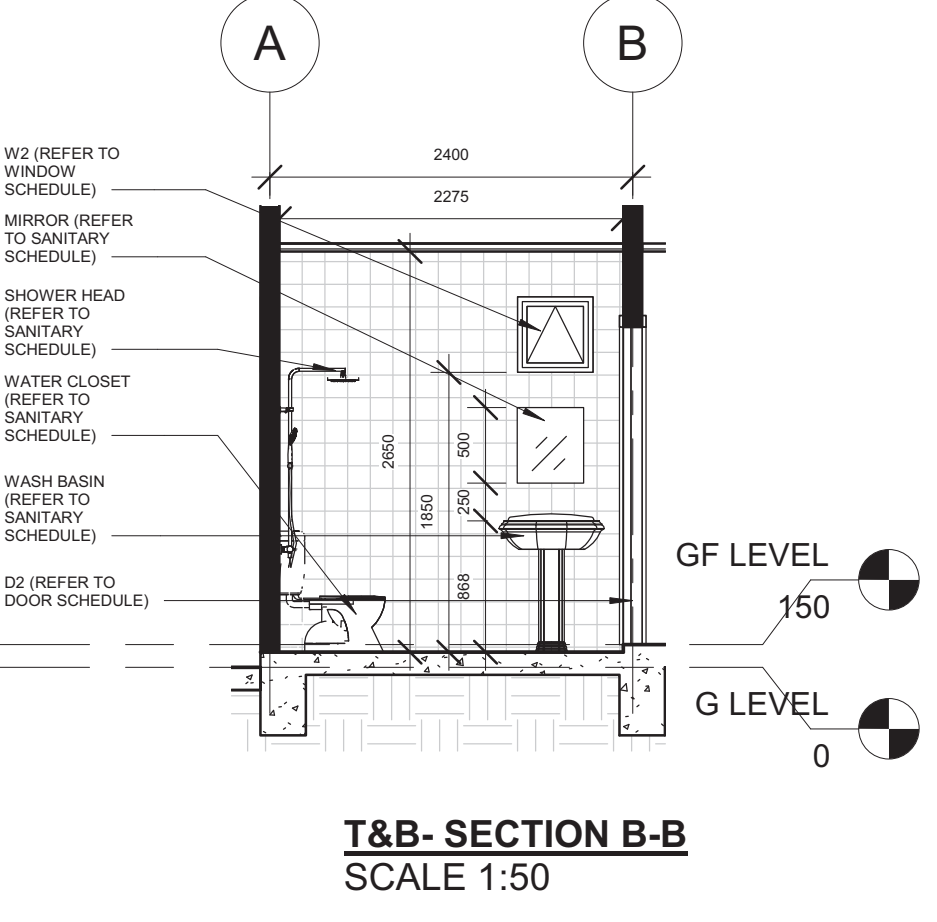 A
B
2400
2275
W2 (REFER TO
WINDOW
SCHEDULE)
MIRROR (REFER
TO SANITARY
SCHEDULE)
SHOWER HEAD
(REFER TO
SANITARY
SCHEDULE)
WATER CLOSET
(REFER TO
SANITARY
SCHEDULE)
WASH BASIN
(REFER TO
SANITARY
SCHEDULE)
D2 (REFER TO
DOOR SCHEDULE)
2650
1850
500
250
868
GF LEVEL
150
G LEVEL
0
T&B- SECTION B-B
SCALE 1:50